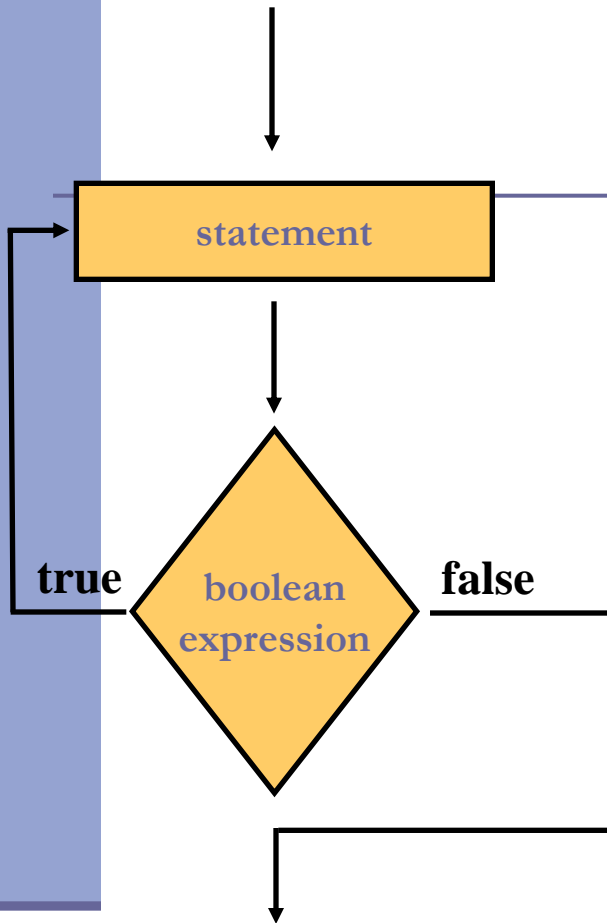 statement
true
boolean
expression
false